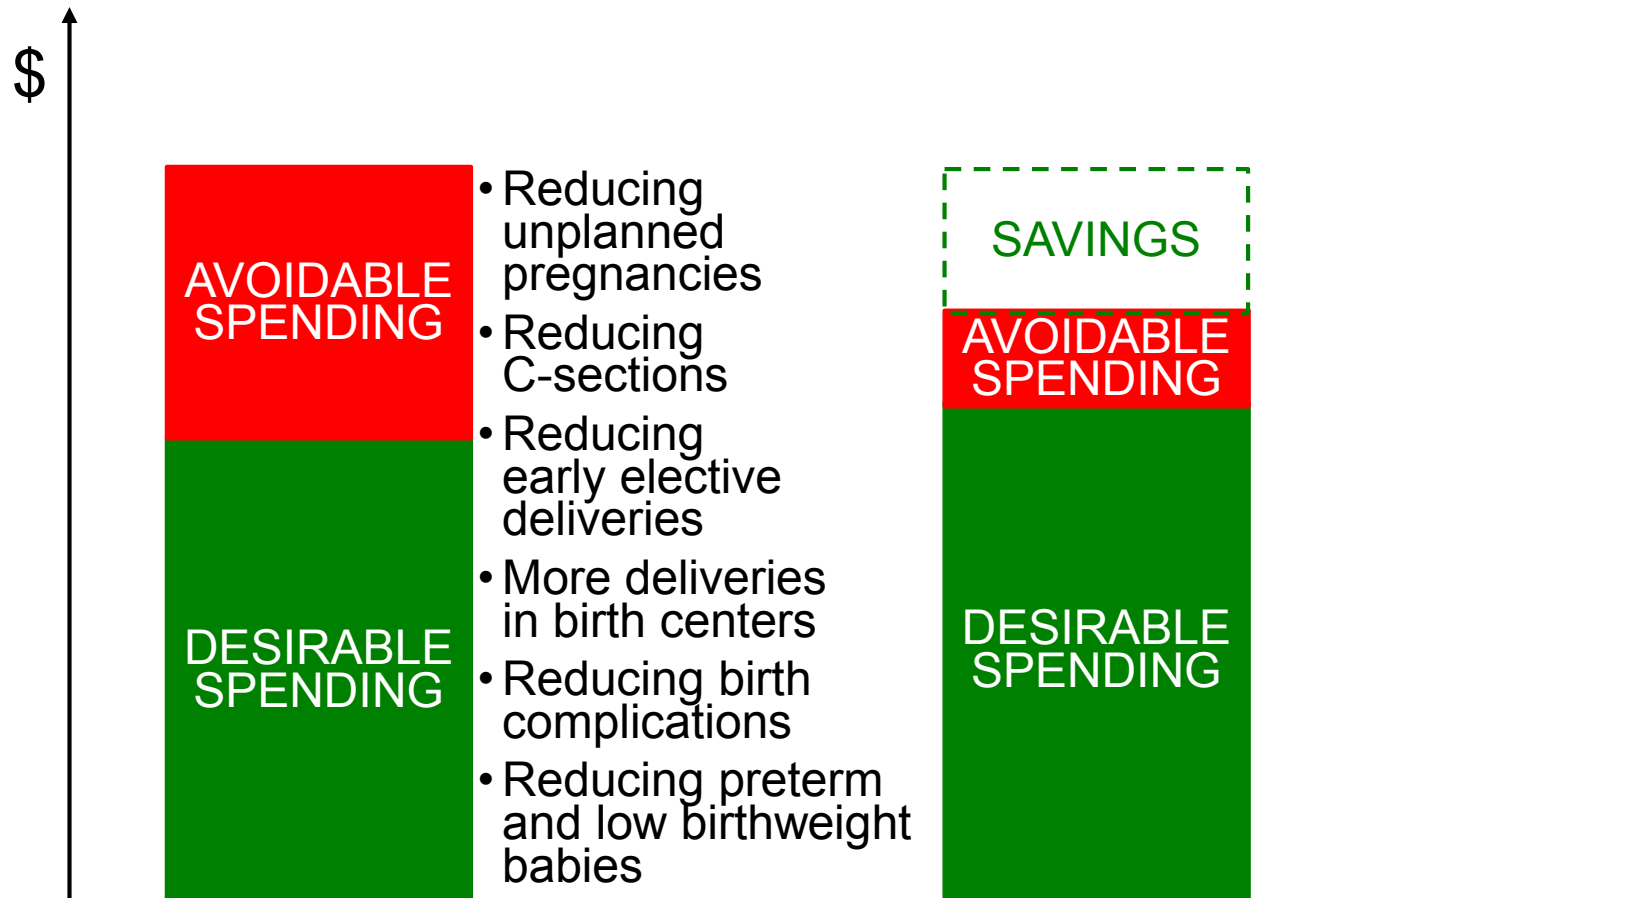 $
AVOIDABLE
SPENDING
DESIRABLE
SPENDING
• Reducing
unplanned
pregnancies
• Reducing
C-sections
• Reducing
early elective
deliveries
• More deliveries
in birth centers
• Reducing birth
complications
• Reducing preterm
and low birthweight
babies
SAVINGS
AVOIDABLE
SPENDING
DESIRABLE
SPENDING